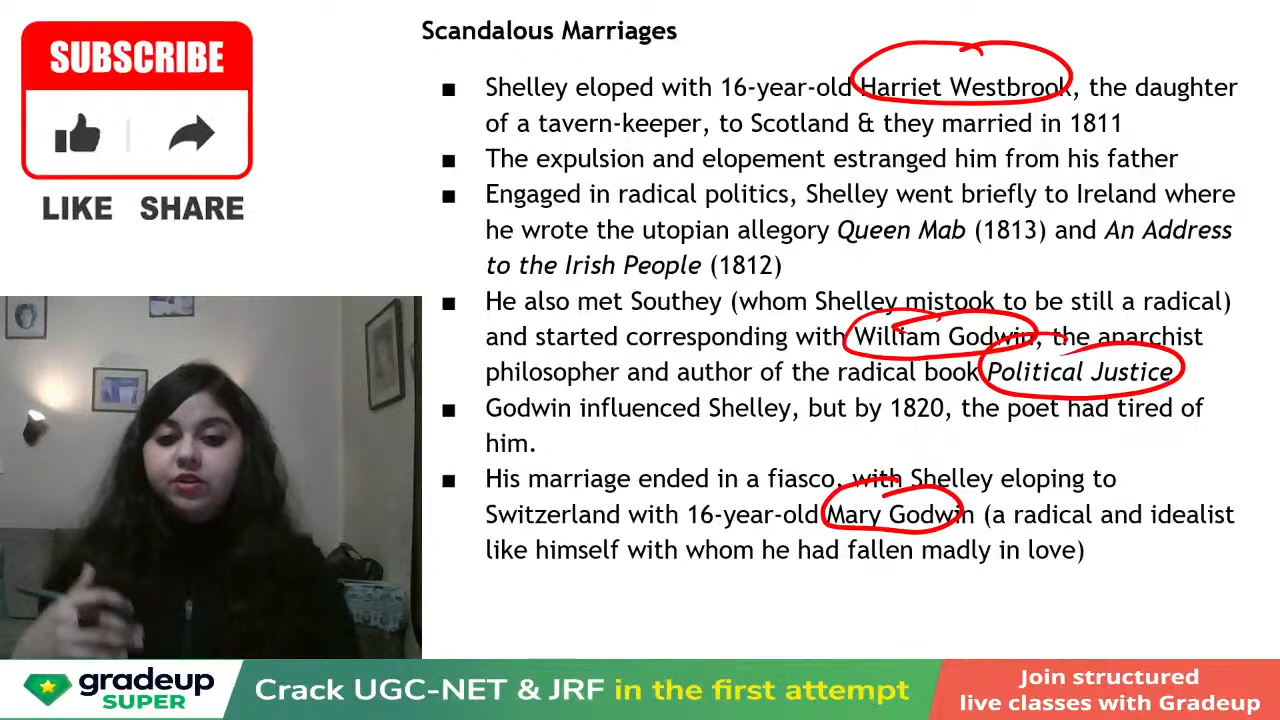 SUBSCRIBE
LIKE SHARE
Scandalous Marriages
▪ Shelley eloped with 16-year-old Harriet Westbrook, the daughter
of a tavern-keeper, to Scotland & they married in 1811
▪ The expulsion and elopement estranged him from his father
▪ Engaged in radical politics, Shelley went briefly to Ireland where
he wrote the utopian allegory Queen Mab (1813) and An Address
to the Irish People (1812)
▪ He also met Southey (whom Shelley mistook to be still a radical)
and started corresponding with William Godwin, the anarchist
philosopher and author of the radical book Political Justice
▪ Godwin influenced Shelley, but by 1820, the poet had tired of
him.
▪ His marriage ended in a fiasco, with Shelley eloping to
Switzerland with 16-year-old Mary Godwin (a radical and idealist
like himself with whom he had fallen madly in love)
gradeup
SUPER
Crack UGC-NET & JRF in the first attempt
Join structured
live classes with Gradeup